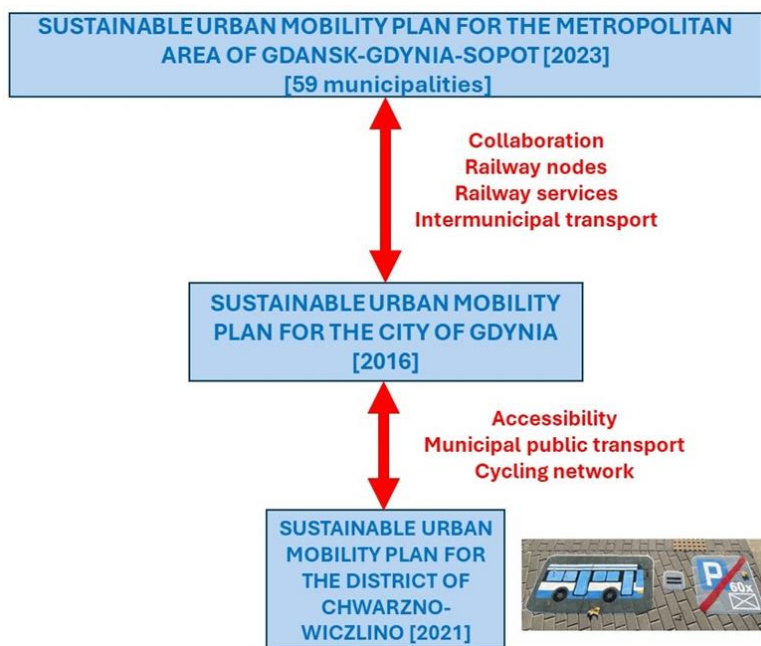 SUSTAINABLE URBAN MOBILITY PLAN FOR THE METROPOLITAN
AREA OF GDANSK-GDYNIA-SOPOT [2023]
[59 municipalities]
Collaboration
Railway nodes
Railway services
Intermunicipal transport
SUSTAINABLE URBAN MOBILITY
PLAN FOR THE CITY OF GDYNIA
[2016]
Accessibility
Municipal public transport
Cycling network
SUSTAINABLE URBAN
MOBILITY PLAN FOR
THE DISTRICT OF
CHWARZNO-
WICZLINO [2021]
P
60x